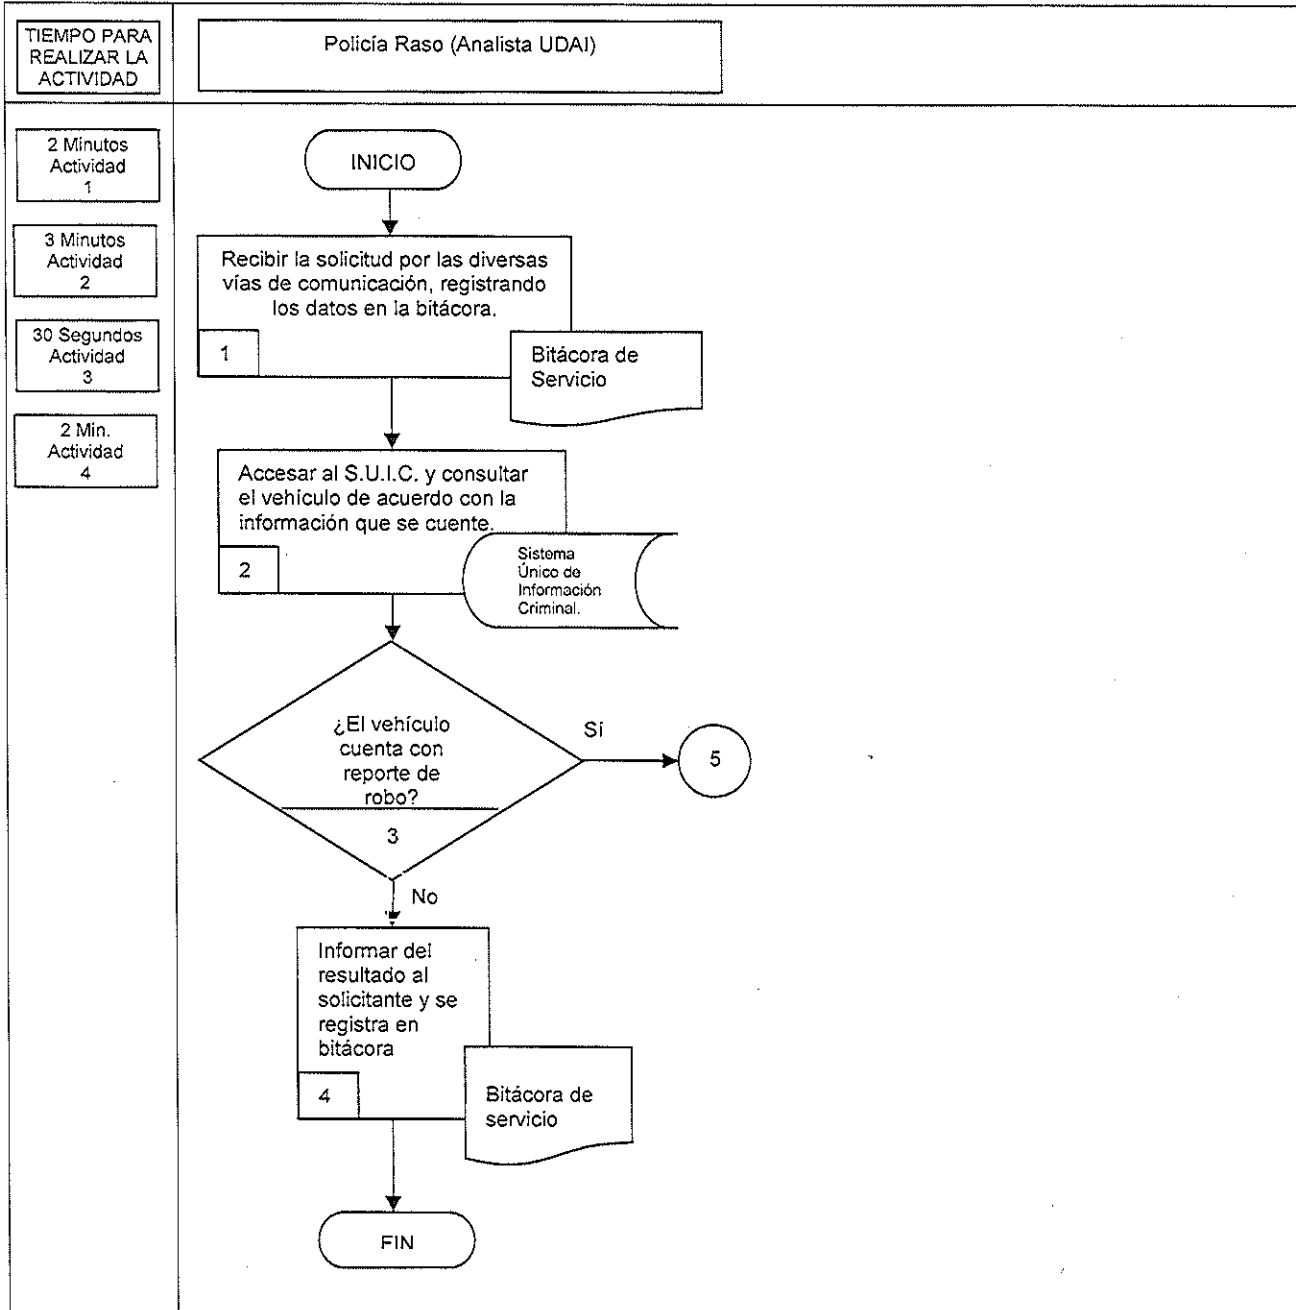 TIEMPO PARA
REALIZAR LA
ACTIVIDAD
Policía Raso (Analista UDAI)
2 Minutos
Actividad
1
3 Minutos
Actividad
2
30 Segundos
Actividad
3
2 Min.
Actividad
4
INICIO
Recibir la solicitud por las diversas
vías de comunicación, registrando
los datos en la bitácora.
1
Bitácora de
Servicio
Accesar al S.U.I.C. y consultar
el vehículo de acuerdo con la
información que se cuente.
2
Sistema
Único de
Información
Criminal.
¿El vehículo
cuenta con
reporte de
robo?
3
Sí
5
No
Informar del
resultado al
solicitante y se
registra en
bitácora
4
Bitácora de
servicio
FIN